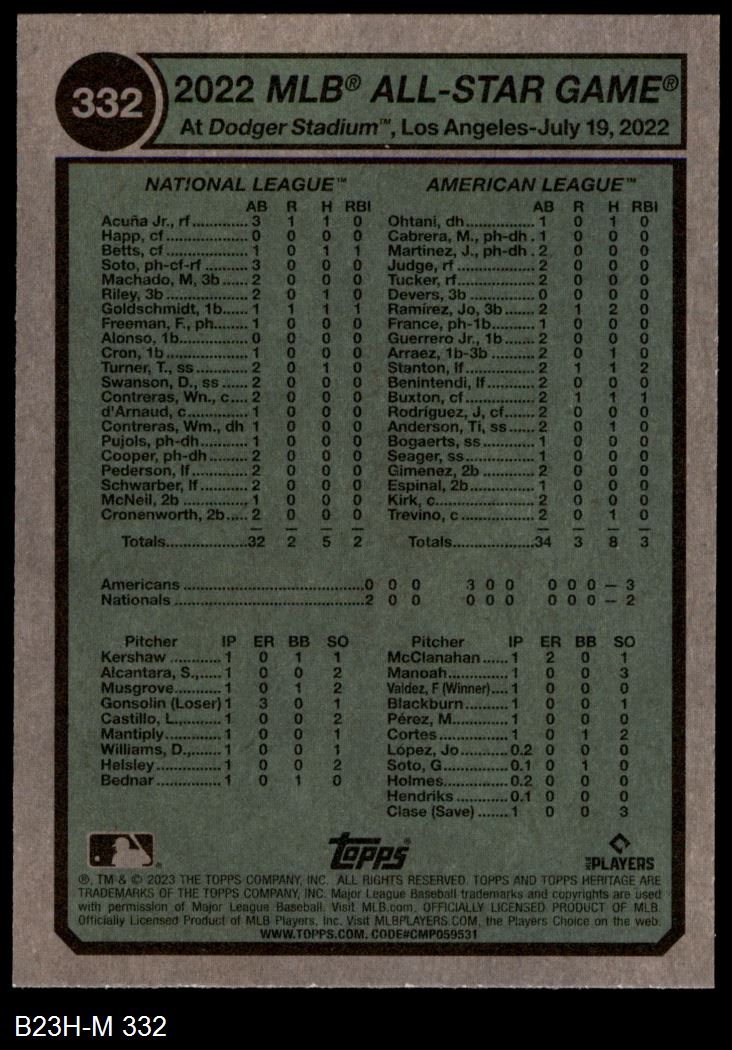 332
2022 MLB® ALL-STAR GAME®
At Dodger Stadium™, Los Angeles-July 19, 2022
NATIONAL LEAGUE™
AB R H RBI
Acuña Jr., rf............. 3 1 1 0
Happ, cf................... 0 0 0 0
Betts, cf.................... 1 0 1 1
Soto, ph-cf-rf .......... 3 0 0 0
Machado, M, 3b ..... 2 0 0 0
Riley, 3b ................... 2 0 1 0
Goldschmidt, 1b...... 1 1 1 1
Freeman, F., ph....... 1 0 0 0
Alonso, 1b................ 0 0 0 0
Cron, 1b.................... 1 0 0 0
Turner, T., ss ............ 2 0 1 0
Swanson, D., ss ...... 2 0 0 0
Contreras, Wn., c.... 2 0 0 0
d'Arnaud, c............... 1 0 0 0
Contreras, Wm., dh 1 0 0 0
Pujols, ph-dh........... 1 0 0 0
Cooper, ph-dh......... 2 0 0 0
Pederson, lf............. 2 0 0 0
Schwarber, lf........... 2 0 0 0
McNeil, 2b ............... 1 0 0 0
Cronenworth, 2b..... 2 0 0 0
Totals....................32 2 5 2
AMERICAN LEAGUE™
AB R H RBI
Ohtani, dh................. 1 0 1 0
Cabrera, M., ph-dh . 1 0 0 0
Martinez, J., ph-dh . 2 0 0 0
Judge, rf................... 2 0 0 0
Tucker, rf.................. 2 0 0 0
Devers, 3b ............... 0 0 0 0
Ramírez, Jo, 3b....... 2 1 2 0
France, ph-1b.......... 1 0 0 0
Guerrero Jr., 1b....... 2 0 0 0
Arraez, 1b-3b .......... 2 0 1 0
Stanton, lf................. 2 1 1 2
Benintendi, lf........... 2 0 0 0
Buxton, cf................. 2 1 1 1
Rodríguez, J, cf....... 2 0 0 0
Anderson, Ti, ss ...... 2 0 1 0
Bogaerts, ss............ 1 0 0 0
Seager, ss................ 1 0 0 0
Gimenez, 2b ............ 2 0 0 0
Espinal, 2b............... 1 0 0 0
Kirk, c........................ 2 0 0 0
Trevino, c.................. 2 0 1 0
Totals....................34 3 8 3
Americans ..........................................0 0 0 3 0 0 0 0 0 — 3
Nationals ............................................2 0 0 0 0 0 0 0 0 — 2
Pitcher IP ER BB SO
Kershaw ............ 1 0 1 1
Alcantara, S.,..... 1 0 0 2
Musgrove.......... 1 0 1 2
Gonsolin (Loser) 1 3 0 1
Castillo, L.,......... 1 0 0 2
Mantiply............ 1 0 0 1
Williams, D.,....... 1 0 0 1
Helsley............... 1 0 0 2
Bednar............... 1 0 1 0
Pitcher IP ER BB SO
McClanahan ...... 1 2 0 1
Manoah.............. 1 0 0 3
Valdez, F (Winner).... 1 0 0 0
Blackburn........... 1 0 0 1
Pérez, M............. 1 0 0 0
Cortes ................ 1 0 1 2
López, Jo........... 0.2 0 0 0
Soto, G............... 0.1 0 1 0
Holmes............... 0.2 0 0 0
Hendriks ............ 0.1 0 0 0
Clase (Save) ....... 1 0 0 3
Topps
MLB PLAYERS
®, TM & © 2023 THE TOPPS COMPANY, INC. ALL RIGHTS RESERVED. TOPPS AND TOPPS HERITAGE ARE
TRADEMARKS OF THE TOPPS COMPANY, INC. Major League Baseball trademarks and copyrights are used
with permission of Major League Baseball. Visit MLB.com. OFFICIALLY LICENSED PRODUCT OF MLB
Officially Licensed Product of MLB Players, Inc. Visit MLBPLAYERS.COM, the Players Choice on the web.
WWW.TOPPS.COM. CODE#CMP059531
B23H-M 332